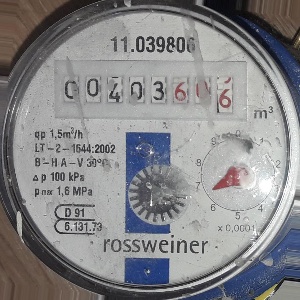 11.039806
00403606
m³
qp 1,5m³/h
LT-2-1644:2002
B-H A-V 30°C
Δp 100 kPa
pmax 1,6 MPa
D 91
6.131.73
rossweiner
x 0,0001